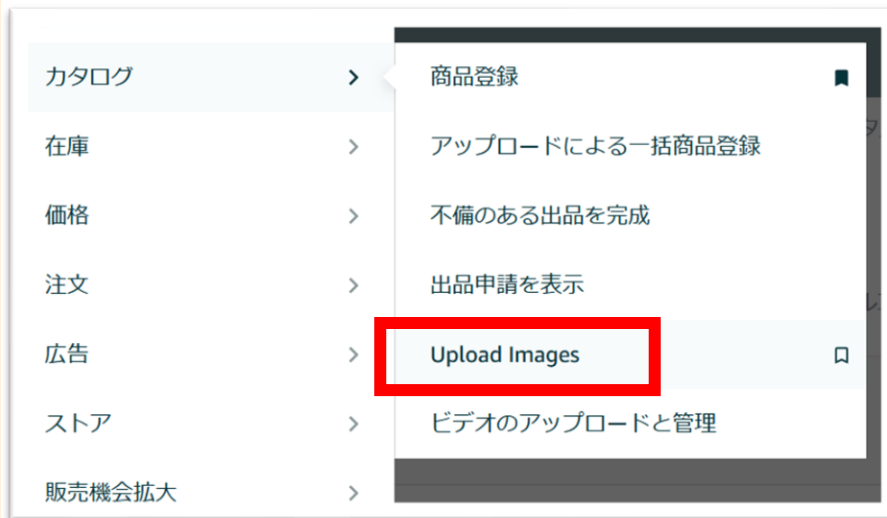 カタログ
在庫
価格
注文
広告
ストア
販売機会拡大
商品登録
アップロードによる一括商品登録
不備のある出品を完成
出品申請を表示
Upload Images
ビデオのアップロードと管理